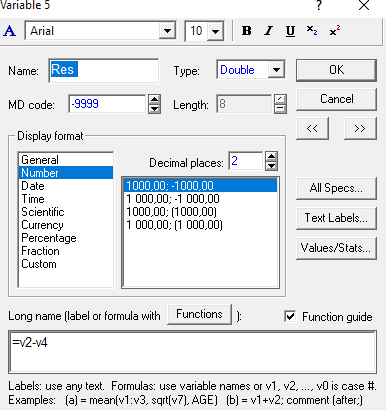 Variable 5 ? ×
A Arial 10 B I U x₂ x²
Name: Res Type: Double OK
MD code: -9999 Length: 8 Cancel
<< >>
Display format
General
Number
Date
Time
Scientific
Currency
Percentage
Fraction
Custom
Decimal places: 2
1000,00; -1000,00
1 000,00; -1 000,00
1000,00; (1000,00)
1 000,00; (1 000,00)
All Specs...
Text Labels...
Values/Stats...
Long name (label or formula with Functions ): Function guide
=v2-v4
Labels: use any text. Formulas: use variable names or v1, v2, ..., v0 is case #.
Examples: (a) = mean(v1:v3, sqrt(v7), AGE) (b) = v1+v2; comment (after;)